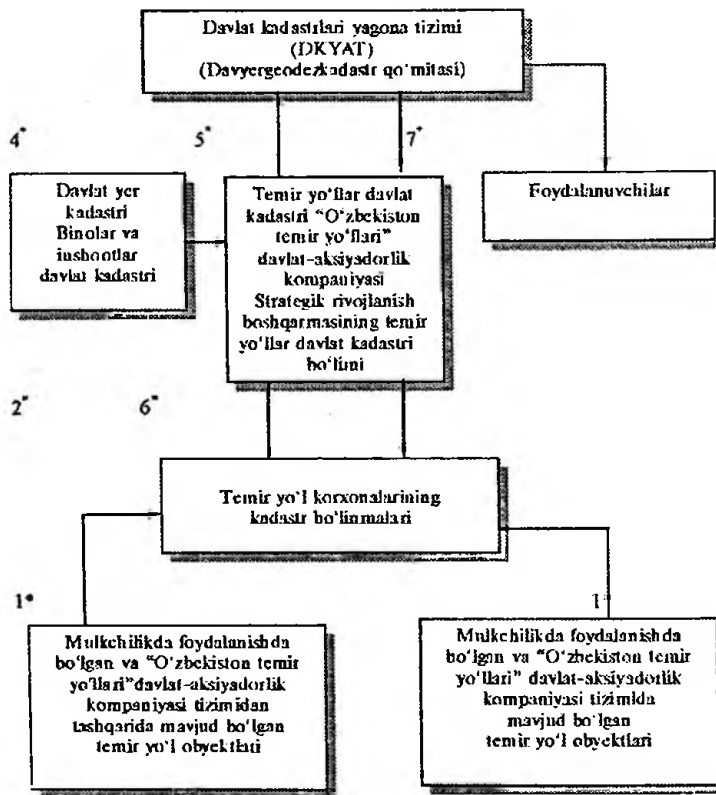 Davlat kadastrlari yagona tizimi
(DKYAT)
(Davyergeodezkadastr qo‘mitasi)
4*
5*
7*
Davlat yer
kadastri
Binolar va
inshootlar
davlat kadastri
Temir yo‘llar davlat
kadastri “O‘zbekiston
temir yo‘llari”
davlat-aksiyadorlik
kompaniyasi
Strategik rivojlanish
boshqarmasining temir
yo‘llar davlat kadastri
bo‘limi
Foydalanuvchilar
2*
6*
Temir yo‘l korxonalarining
kadastr bo‘linmalari
1*
1
Mulkchilikda foydalanishda
bo‘lgan va “O‘zbekiston temir
yo‘llari”davlat-aksiyadorlik
kompaniyasi tizimidan
tashqarida mavjud bo‘lgan
temir yo‘l obyektlari
Mulkchilikda foydalanishda
bo‘lgan va “O‘zbekiston temir
yo‘llari” davlat-aksiyadorlik
kompaniyasi tizimida
mavjud bo‘lgan
temir yo‘l obyektlari